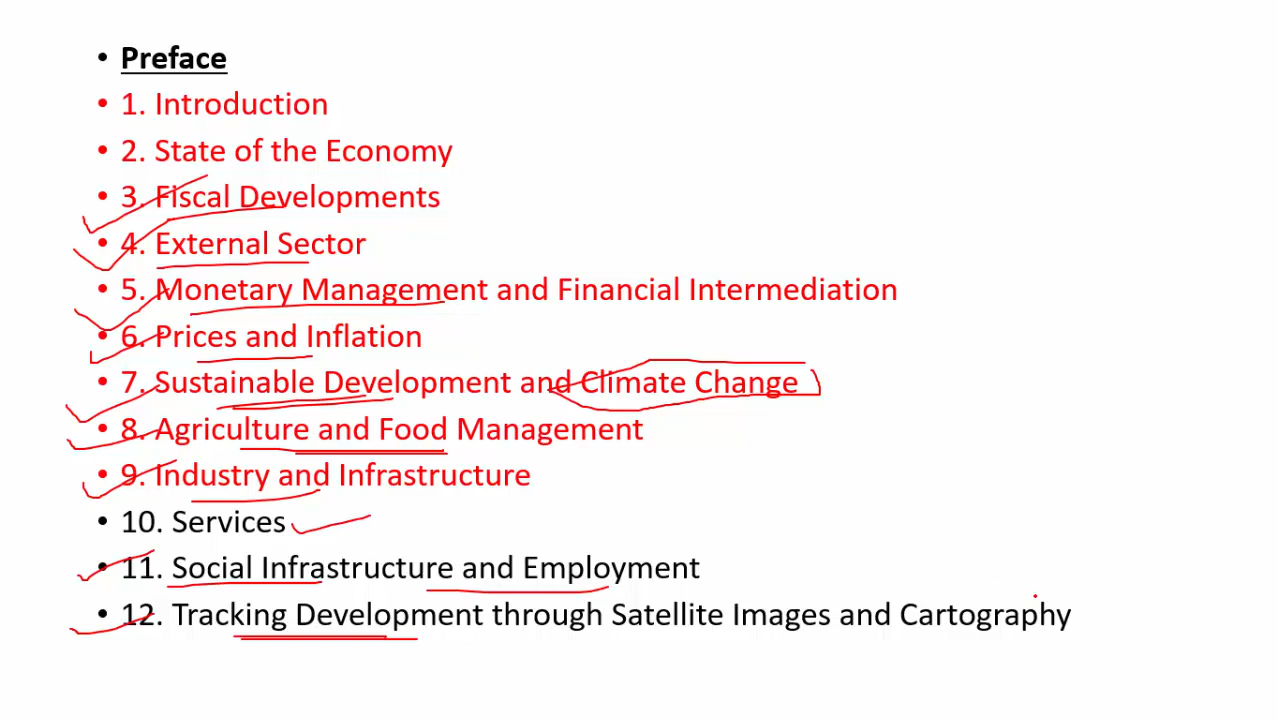 • Preface
• 1. Introduction
• 2. State of the Economy
• 3. Fiscal Developments
• 4. External Sector
• 5. Monetary Management and Financial Intermediation
• 6. Prices and Inflation
• 7. Sustainable Development and Climate Change
• 8. Agriculture and Food Management
• 9. Industry and Infrastructure
• 10. Services
• 11. Social Infrastructure and Employment
• 12. Tracking Development through Satellite Images and Cartography